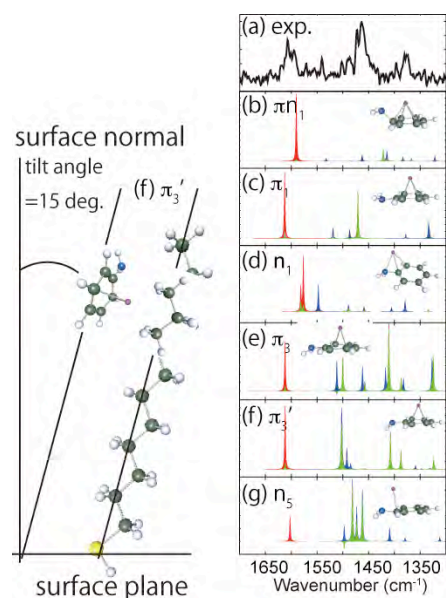 surface normal
tilt angle
=15 deg.
(f) π₃′
surface plane
(a) exp.
(b) πn₁
(c) π₁
(d) n₁
(e) π₃
(f) π₃′
(g) n₅
1650 1550 1450 1350
Wavenumber (cm⁻¹)